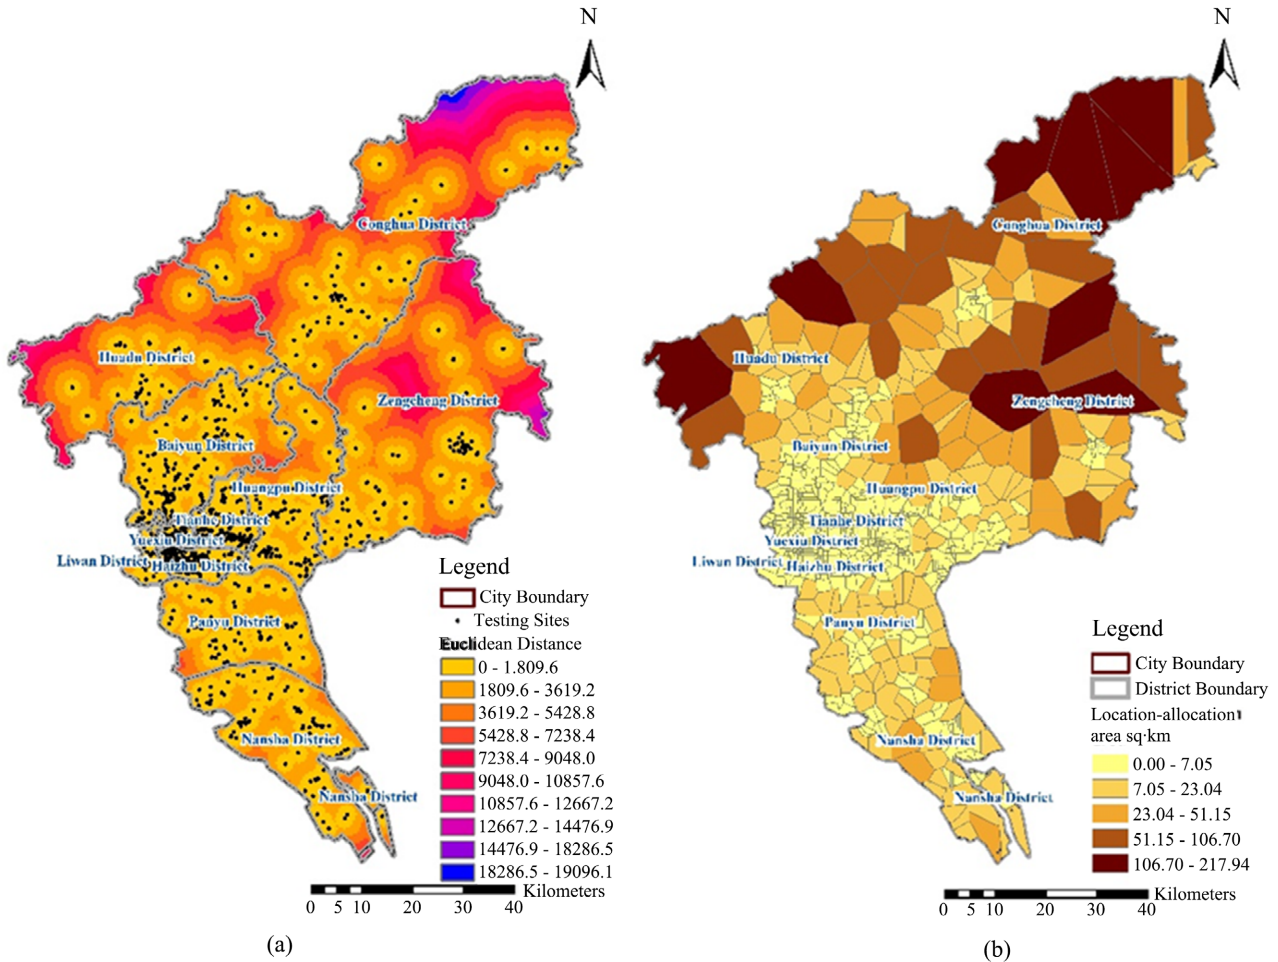 N
Conghua District
Huadu District
Zengcheng District
Baiyun District
Huangpu District
Tianhe District
Yuexiu District
Liwan District
Haizhu District
Panyu District
Nansha District
Nansha District
Legend
City Boundary
Testing Sites
Euclidean Distance
0 - 1.809.6
1809.6 - 3619.2
3619.2 - 5428.8
5428.8 - 7238.4
7238.4 - 9048.0
9048.0 - 10857.6
10857.6 - 12667.2
12667.2 - 14476.9
14476.9 - 18286.5
18286.5 - 19096.1
Kilometers
0 5 10 20 30 40
(a)
N
Conghua District
Huadu District
Zengcheng District
Baiyun District
Huangpu District
Tianhe District
Yuexiu District
Liwan District
Haizhu District
Panyu District
Nansha District
Nansha District
Legend
City Boundary
District Boundary
Location-allocation
area sq·km
0.00 - 7.05
7.05 - 23.04
23.04 - 51.15
51.15 - 106.70
106.70 - 217.94
Kilometers
0 5 10 20 30 40
(b)